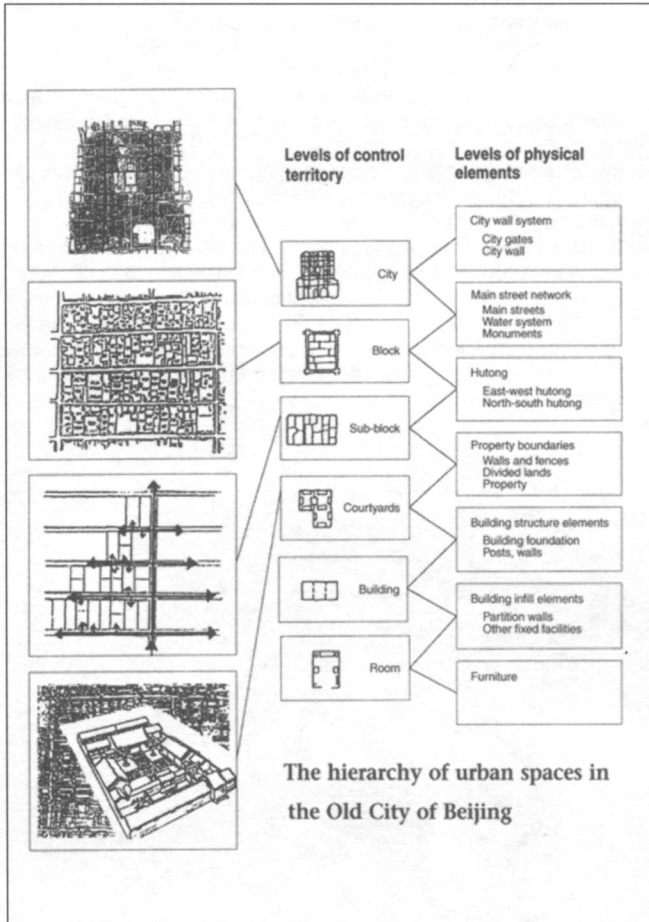 Levels of control
territory
Levels of physical
elements
City
Block
Sub-block
Courtyards
Building
Room
City wall system
City gates
City wall
Main street network
Main streets
Water system
Monuments
Hutong
East-west hutong
North-south hutong
Property boundaries
Walls and fences
Divided lands
Property
Building structure elements
Building foundation
Posts, walls
Building infill elements
Partition walls
Other fixed facilities
Furniture
The hierarchy of urban spaces in
the Old City of Beijing